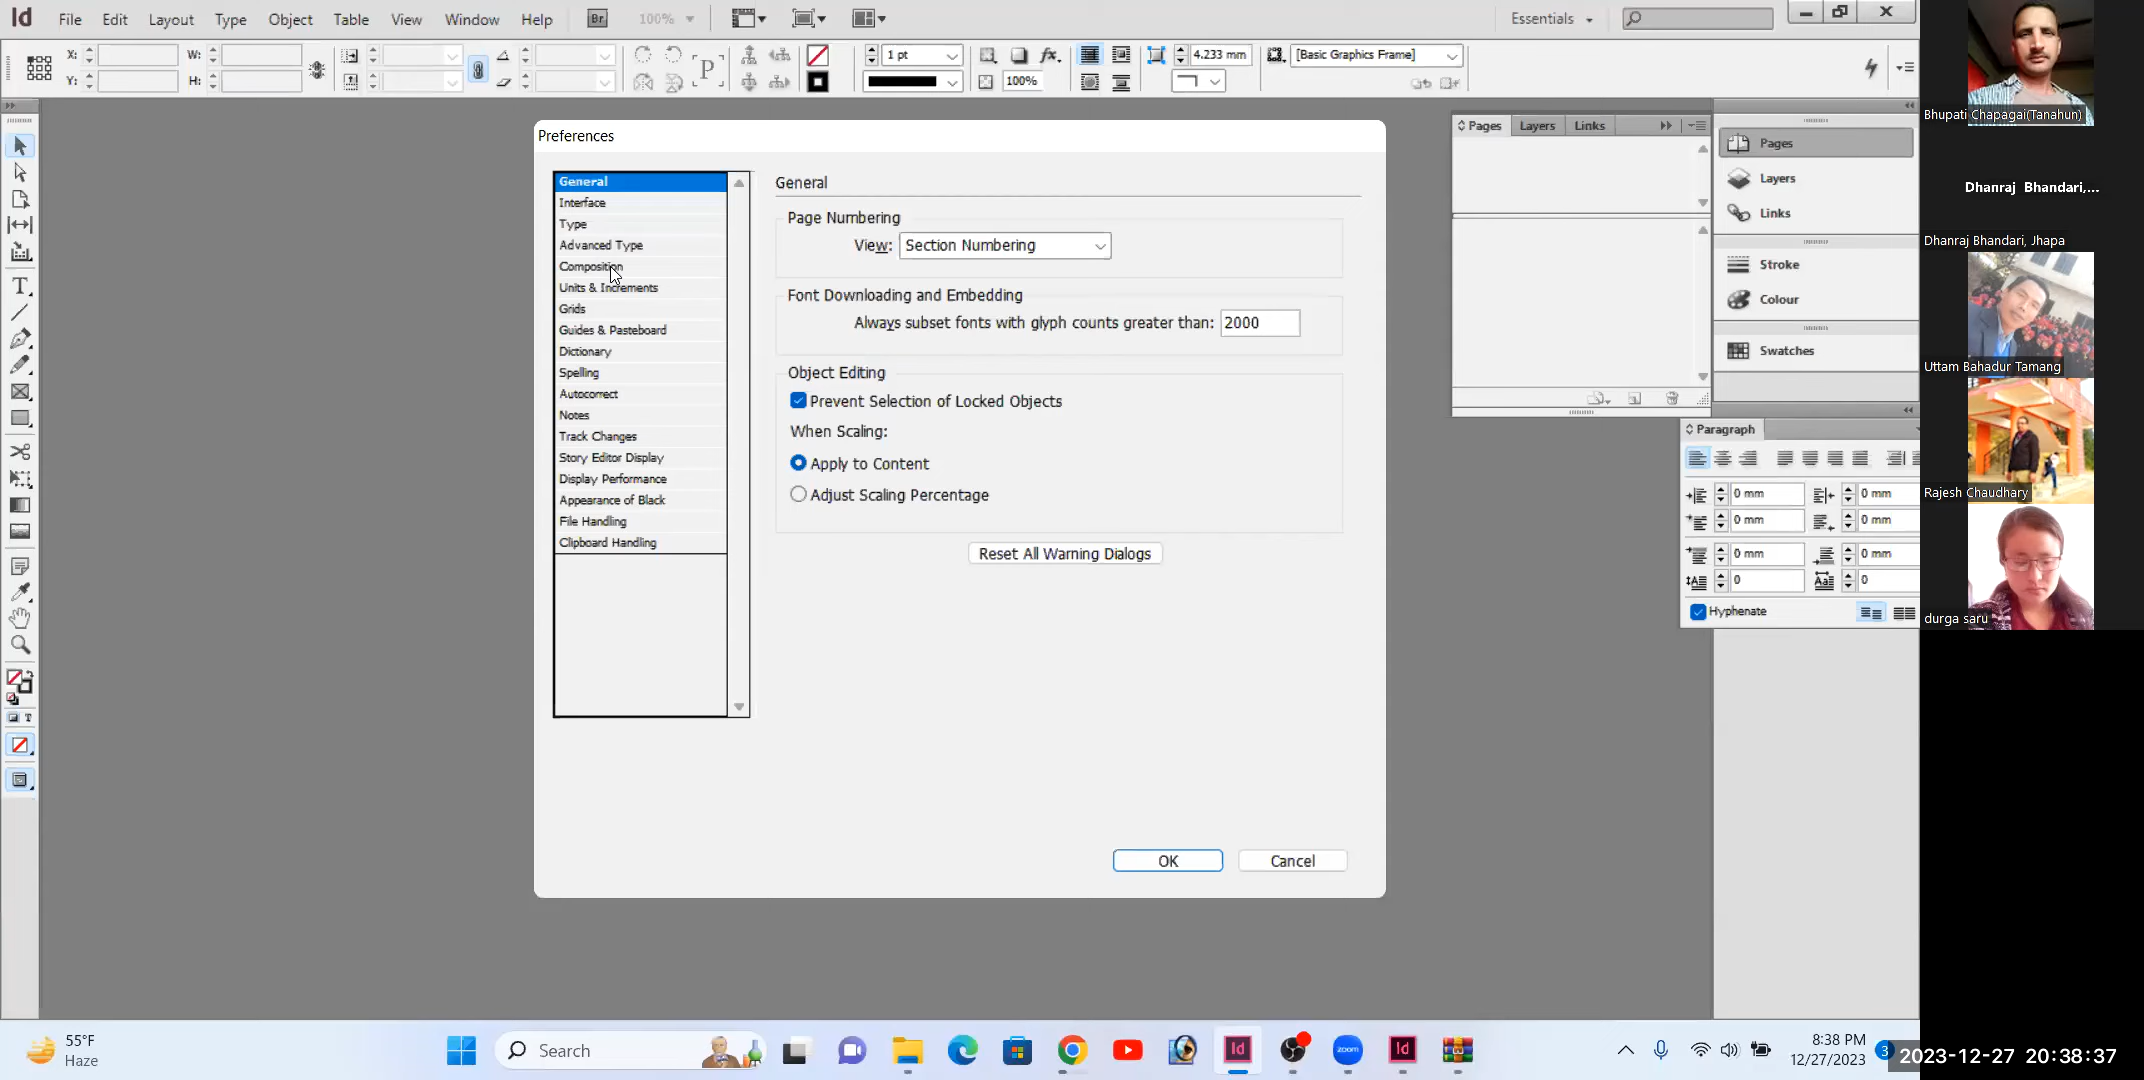 Id File Edit Layout Type Object Table View Window Help Br 100% Essentials
X: W: 1 pt fx 4.233 mm [Basic Graphics Frame]
Y: H: P 100%
Preferences
General
Interface
Type
Advanced Type
Composition
Units & Increments
Grids
Guides & Pasteboard
Dictionary
Spelling
Autocorrect
Notes
Track Changes
Story Editor Display
Display Performance
Appearance of Black
File Handling
Clipboard Handling
General
Page Numbering
View: Section Numbering
Font Downloading and Embedding
Always subset fonts with glyph counts greater than: 2000
Object Editing
Prevent Selection of Locked Objects
When Scaling:
Apply to Content
Adjust Scaling Percentage
Reset All Warning Dialogs
OK Cancel
Pages Layers Links
Pages
Layers
Links
Stroke
Colour
Swatches
Paragraph
0 mm 0 mm
0 mm 0 mm
0 mm 0 mm
0 0
Hyphenate
Bhupati Chapagai(Tanahun)
Dhanraj Bhandari,...
Dhanraj Bhandari, Jhapa
Uttam Bahadur Tamang
Rajesh Chaudhary
durga saru
55°F
Haze
Search
Id
zoom
Id
8:38 PM
12/27/2023
3
2023-12-27 20:38:37